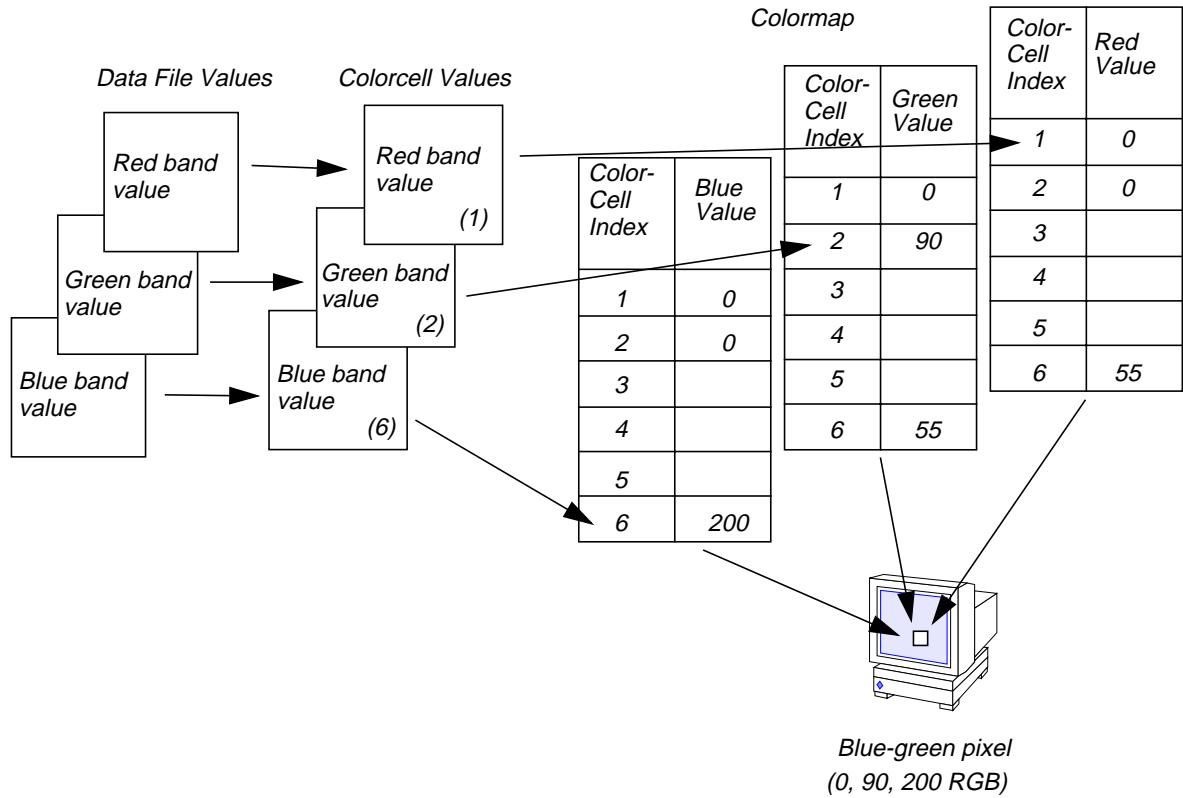 Colormap
Data File Values
Colorcell Values
Red band
value
Green band
value
Blue band
value
Red band
value
(1)
Green band
value
(2)
Blue band
value
(6)
Color-
Cell
Index
Blue
Value
1 0
2 0
3
4
5
6 200
Color-
Cell
Index
Green
Value
1 0
2 90
3
4
5
6 55
Color-
Cell
Index
Red
Value
1 0
2 0
3
4
5
6 55
Blue-green pixel
(0, 90, 200 RGB)